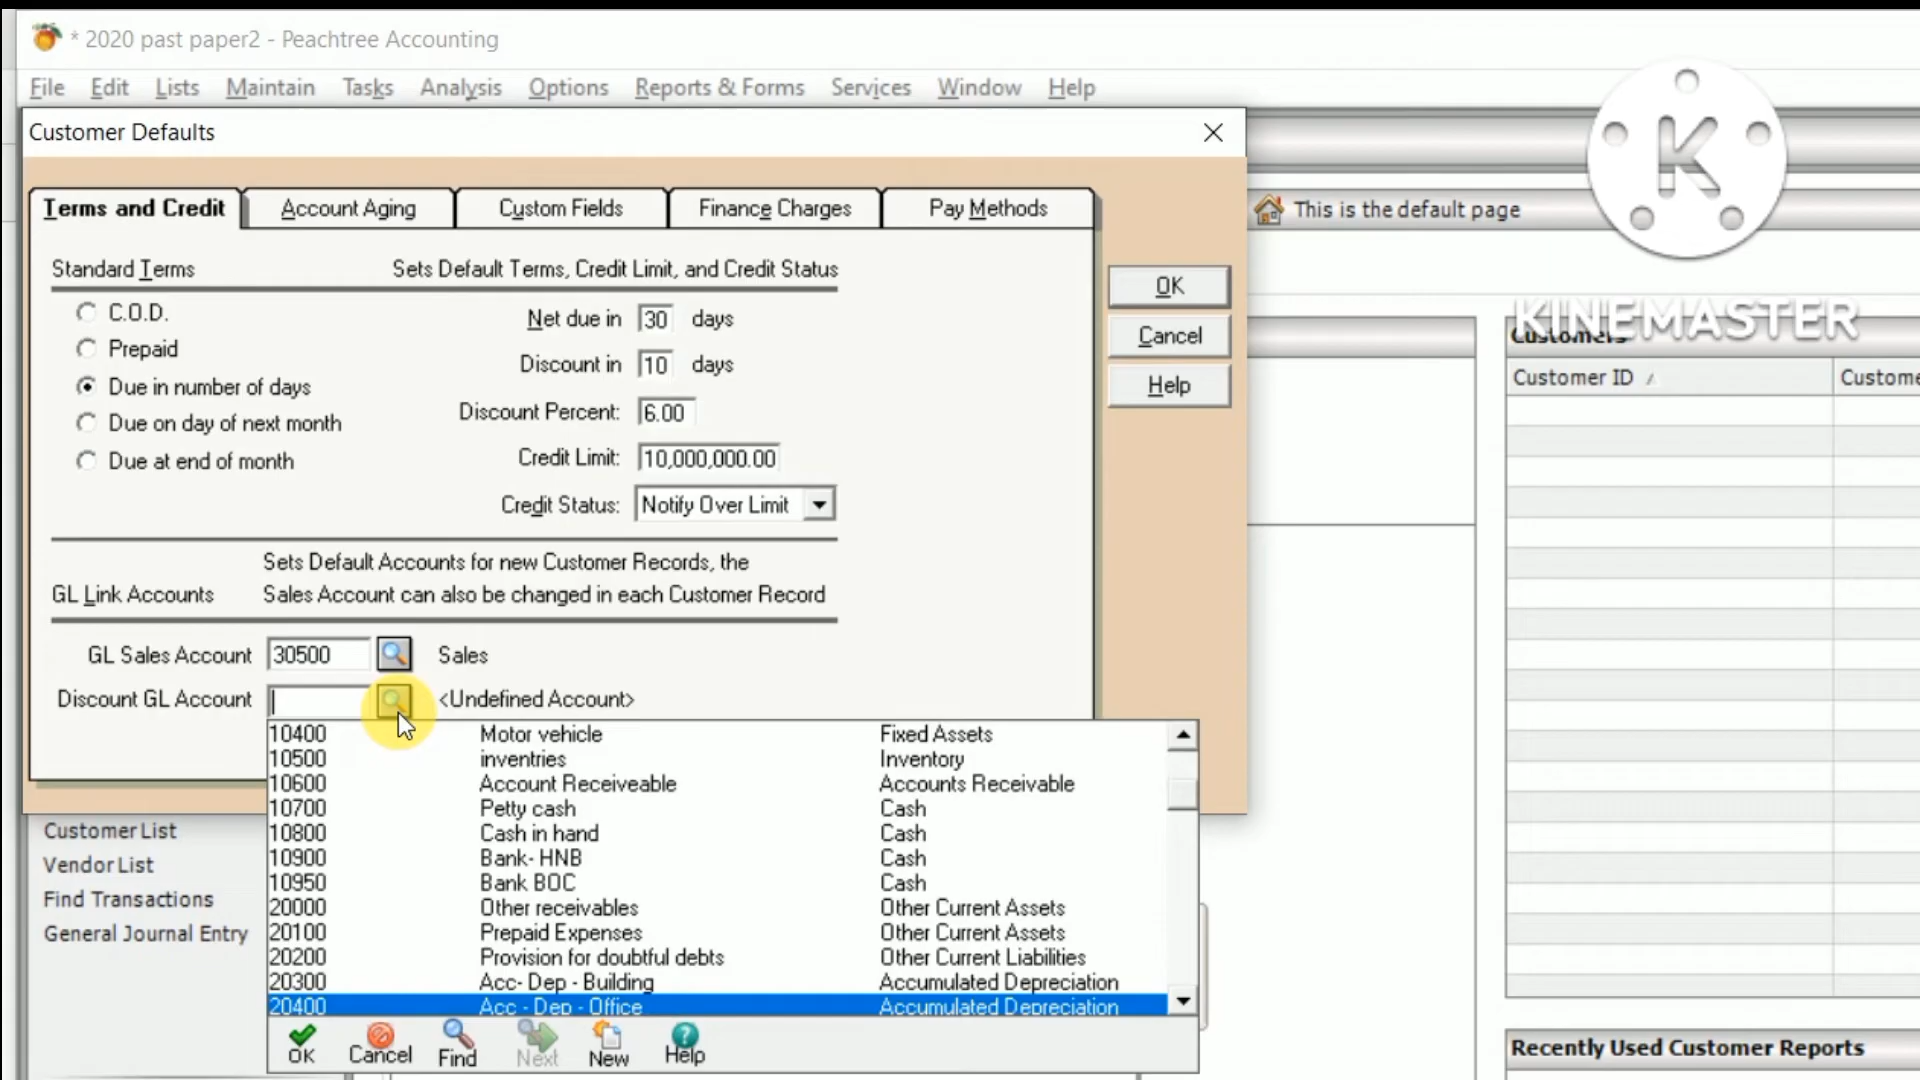 * 2020 past paper2 - Peachtree Accounting
File Edit Lists Maintain Tasks Analysis Options Reports & Forms Services Window Help
Customer Defaults
Terms and Credit Account Aging Custom Fields Finance Charges Pay Methods
This is the default page
K
KINEMASTER
Standard Terms Sets Default Terms, Credit Limit, and Credit Status
C.O.D.
Prepaid
Due in number of days
Due on day of next month
Due at end of month
Net due in 30 days
Discount in 10 days
Discount Percent: 6.00
Credit Limit: 10,000,000.00
Credit Status: Notify Over Limit
OK
Cancel
Help
Sets Default Accounts for new Customer Records, the
GL Link Accounts Sales Account can also be changed in each Customer Record
GL Sales Account 30500 Sales
Discount GL Account <Undefined Account>
10400 Motor vehicle Fixed Assets
10500 inventries Inventory
10600 Account Receiveable Accounts Receivable
10700 Petty cash Cash
10800 Cash in hand Cash
10900 Bank- HNB Cash
10950 Bank BOC Cash
20000 Other receivables Other Current Assets
20100 Prepaid Expenses Other Current Assets
20200 Provision for doubtful debts Other Current Liabilities
20300 Acc- Dep - Building Accumulated Depreciation
20400 Acc - Dep - Office Accumulated Depreciation
OK Cancel Find Next New Help
Customer List
Vendor List
Find Transactions
General Journal Entry
Customers
Customer ID Custome
Recently Used Customer Reports